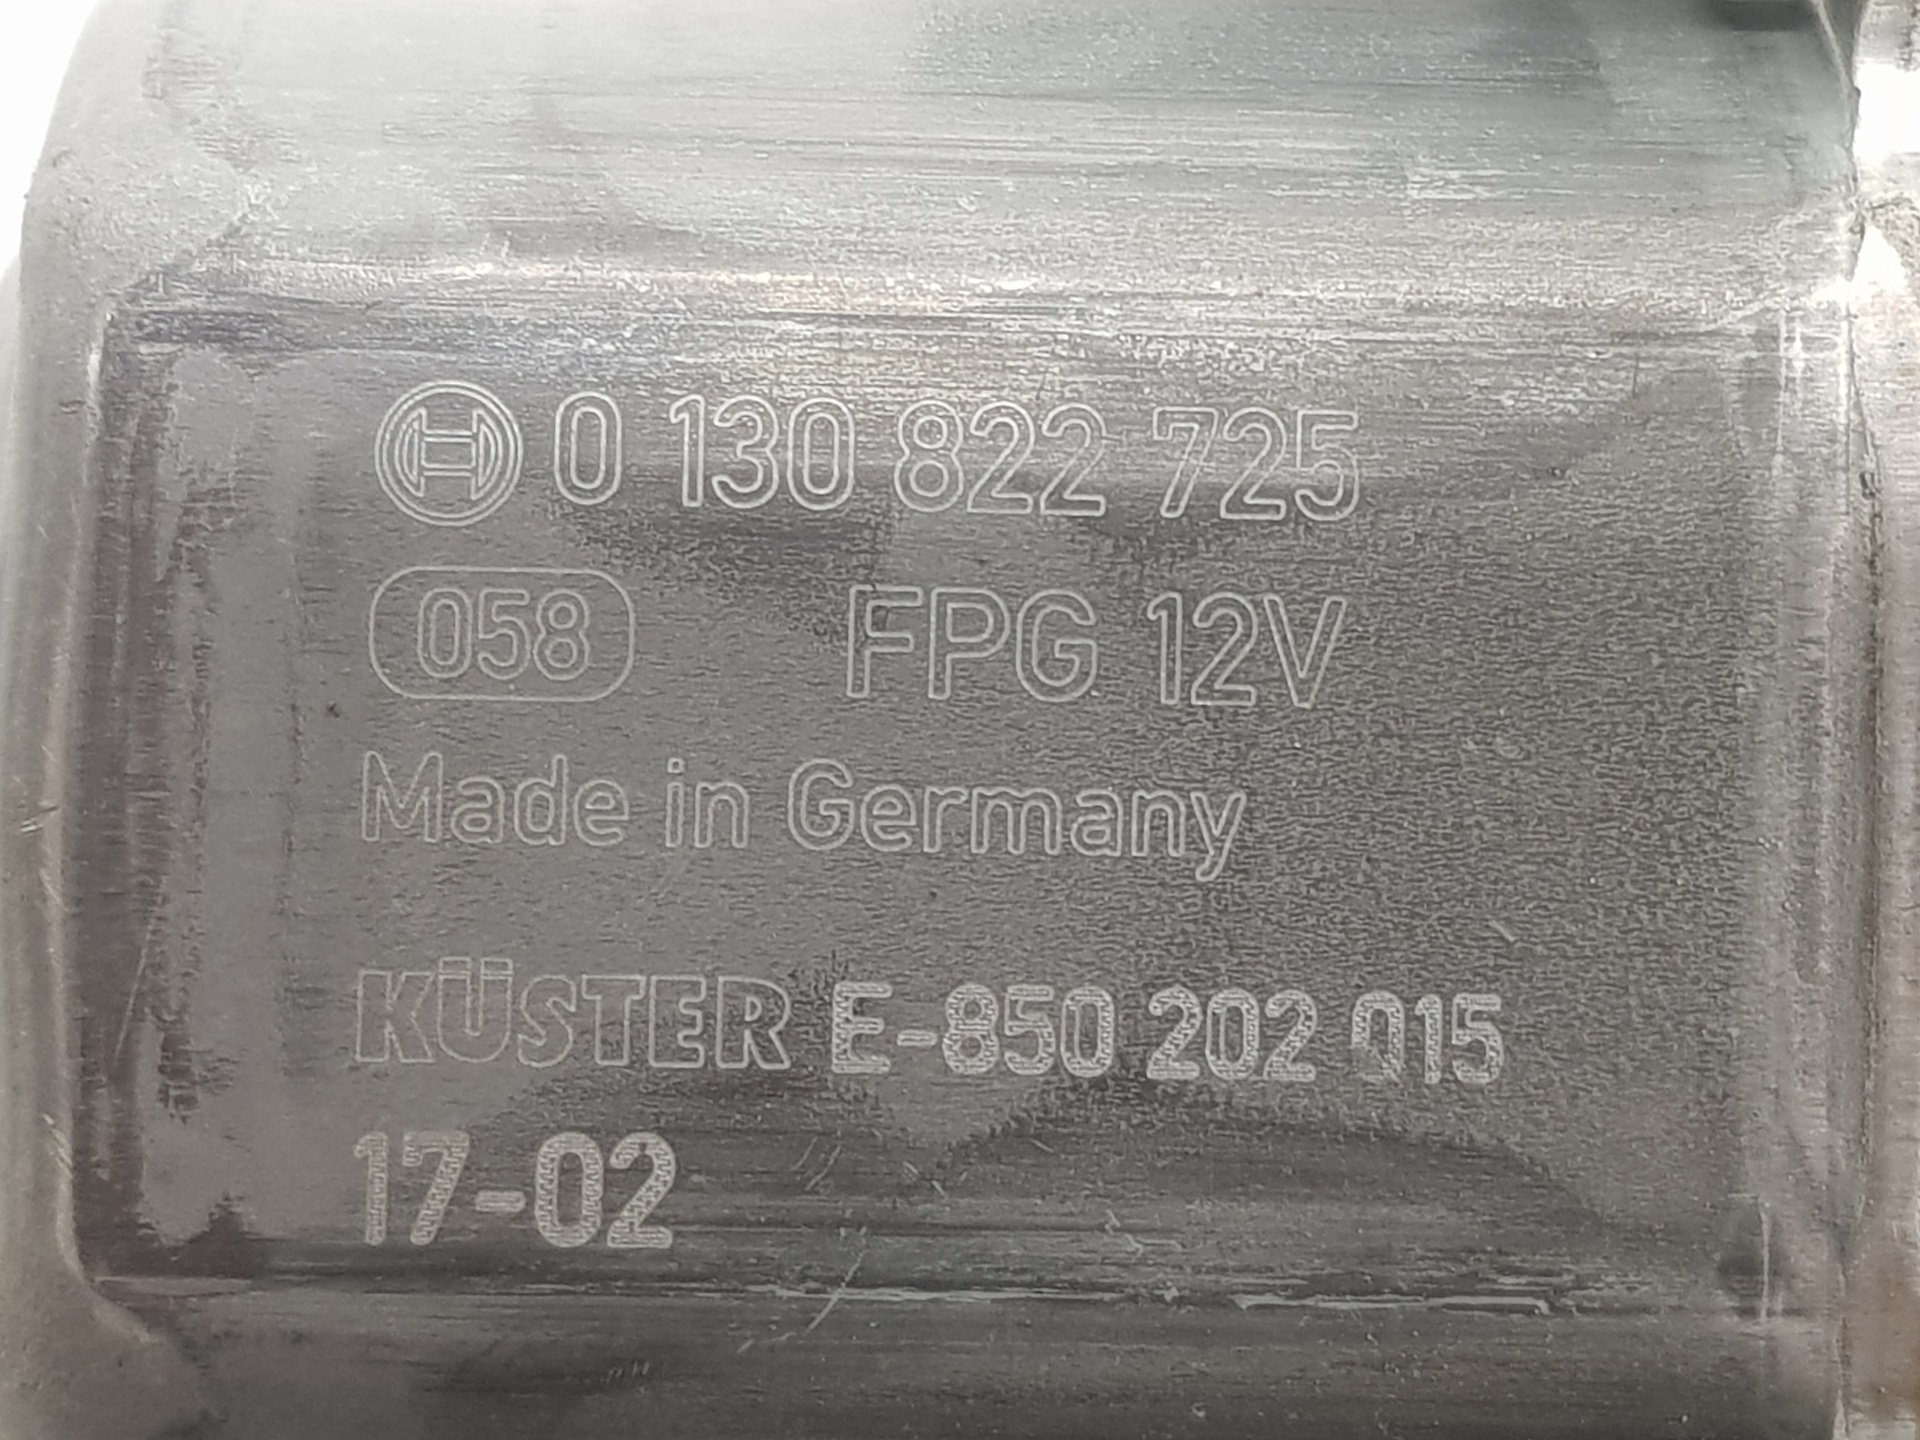 0 130 822 725
058 FPG 12V
Made in Germany
KÜSTER E-850 202 015
17-02